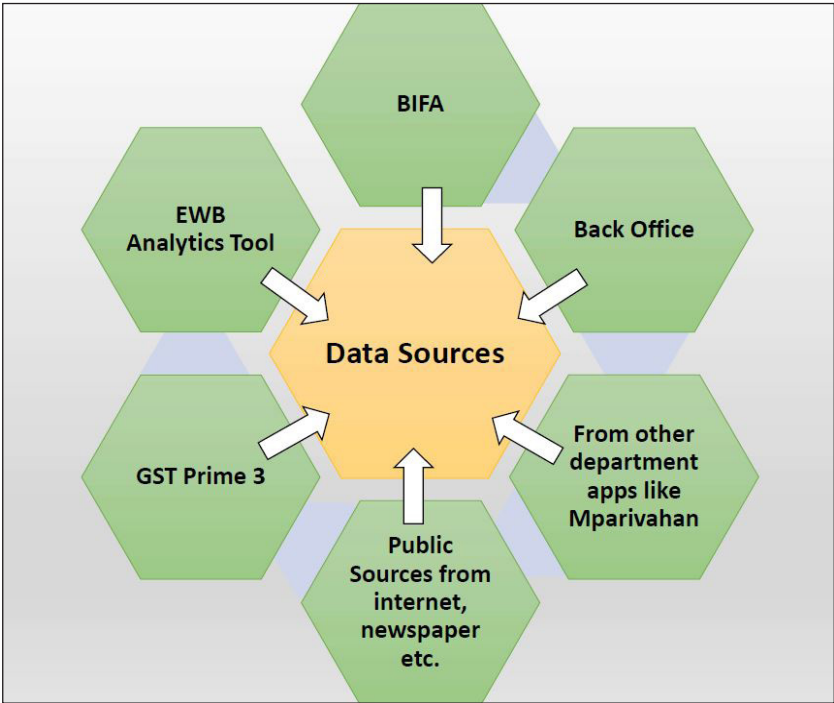 BIFA
EWB
Analytics Tool
Back Office
Data Sources
GST Prime 3
From other
department
apps like
Mparivahan
Public
Sources from
internet,
newspaper
etc.